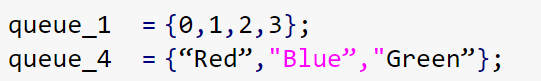 queue_1  = {0,1,2,3};
queue_4  = {“Red”,"Blue”,"Green”};